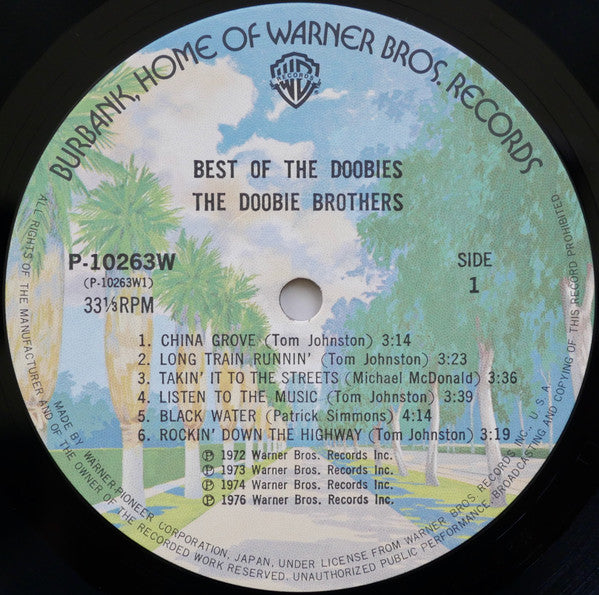 BURBANK, HOME OF WARNER BROS. RECORDS
RECORDS
BEST OF THE DOOBIES
THE DOOBIE BROTHERS
P-10263W
(P-10263W1)
33⅓RPM
SIDE
1
1. CHINA GROVE (Tom Johnston) 3:14
2. LONG TRAIN RUNNIN' (Tom Johnston) 3:23
3. TAKIN' IT TO THE STREETS (Michael McDonald) 3:36
4. LISTEN TO THE MUSIC (Tom Johnston) 3:39
5. BLACK WATER (Patrick Simmons) 4:14
6. ROCKIN' DOWN THE HIGHWAY (Tom Johnston) 3:19
℗ 1972 Warner Bros. Records Inc.
℗ 1973 Warner Bros. Records Inc.
℗ 1974 Warner Bros. Records Inc.
℗ 1976 Warner Bros. Records Inc.
MADE BY WARNER-PIONEER CORPORATION, JAPAN, UNDER LICENSE FROM WARNER BROS. RECORDS INC., U.S.A.
ALL RIGHTS OF THE MANUFACTURER AND OF THE OWNER OF THE RECORDED WORK RESERVED. UNAUTHORIZED PUBLIC PERFORMANCE, BROADCASTING AND COPYING OF THIS RECORD PROHIBITED